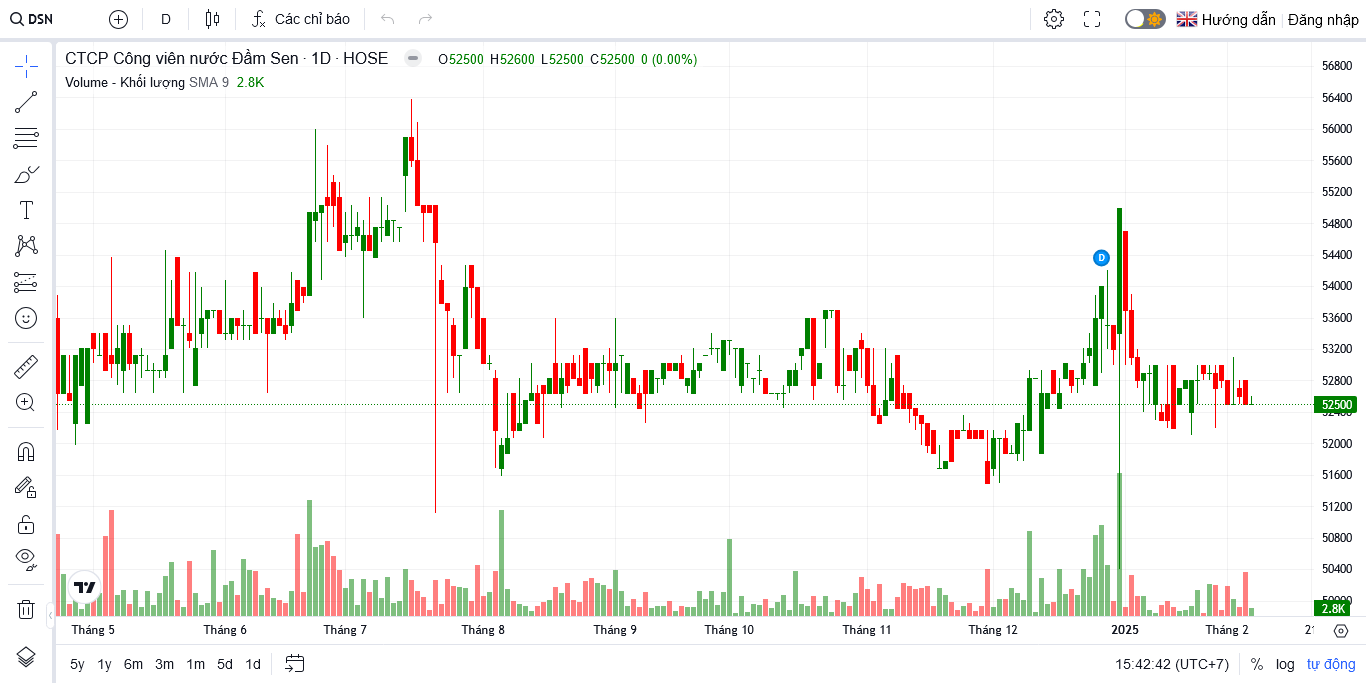 DSN D Các chỉ báo Hướng dẫn Đăng nhập
CTCP Công viên nước Đầm Sen · 1D · HOSE O52500 H52600 L52500 C52500 0 (0.00%)
Volume - Khối lượng SMA 9 2.8K
56800
56400
56000
55600
55200
54800
54400
D
54000
53600
53200
52800
52500
52400
52000
51600
51200
50800
50400
50000
2.8K
Tháng 5 Tháng 6 Tháng 7 Tháng 8 Tháng 9 Tháng 10 Tháng 11 Tháng 12 2025 Tháng 2 21
5y 1y 6m 3m 1m 5d 1d 15:42:42 (UTC+7) % log tự động